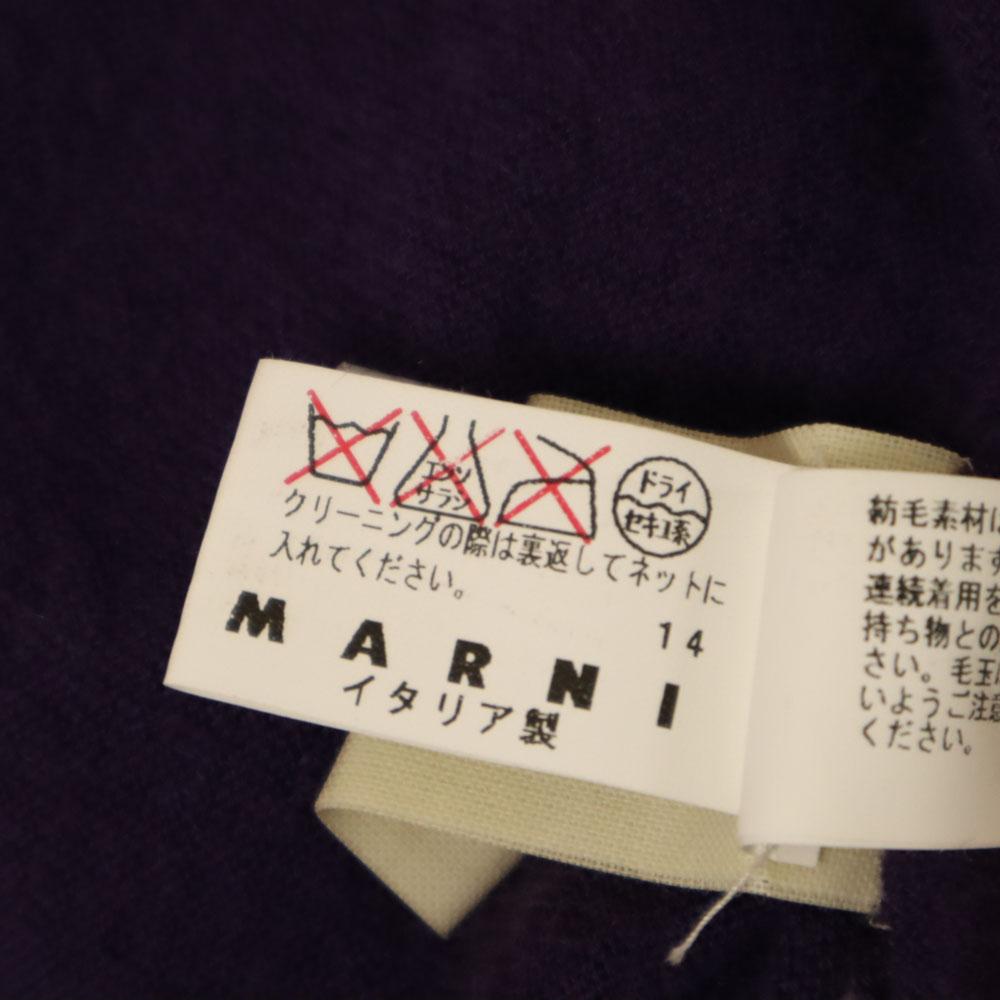 エンソ
サラシ
ドライ
セキユ系
クリーニングの際は裏返してネットに
入れてください。
14
MARNI
イタリア製
紡毛素材に
があります
連続着用を
持ち物との
さい。毛玉
いようご注意
ください。